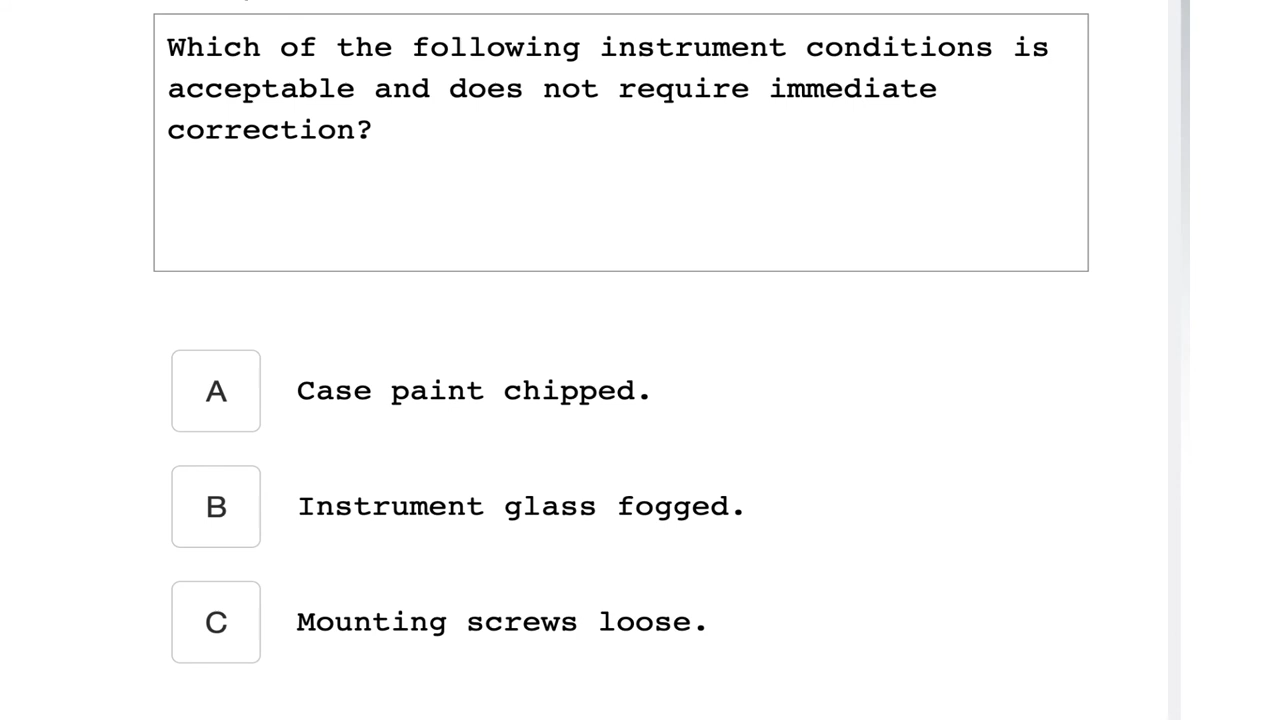 Which of the following instrument conditions is
acceptable and does not require immediate
correction?
A Case paint chipped.
B Instrument glass fogged.
C Mounting screws loose.